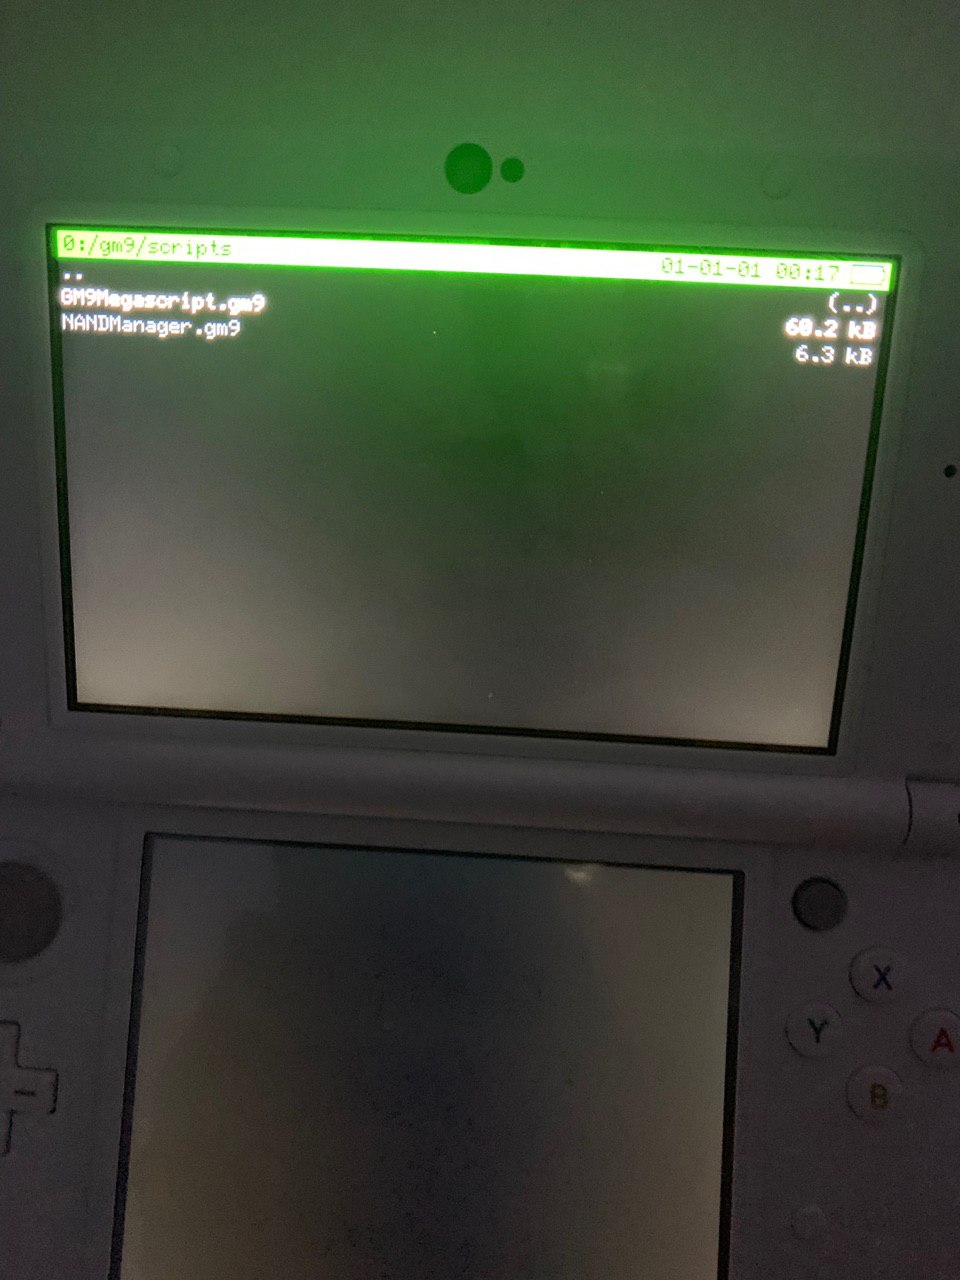 0:/gm9/scripts
01-01-01 00:17
.. (..)
GM9Megascript.gm9 60.2 kB
NANDManager.gm9 6.3 kB
X
Y A
B